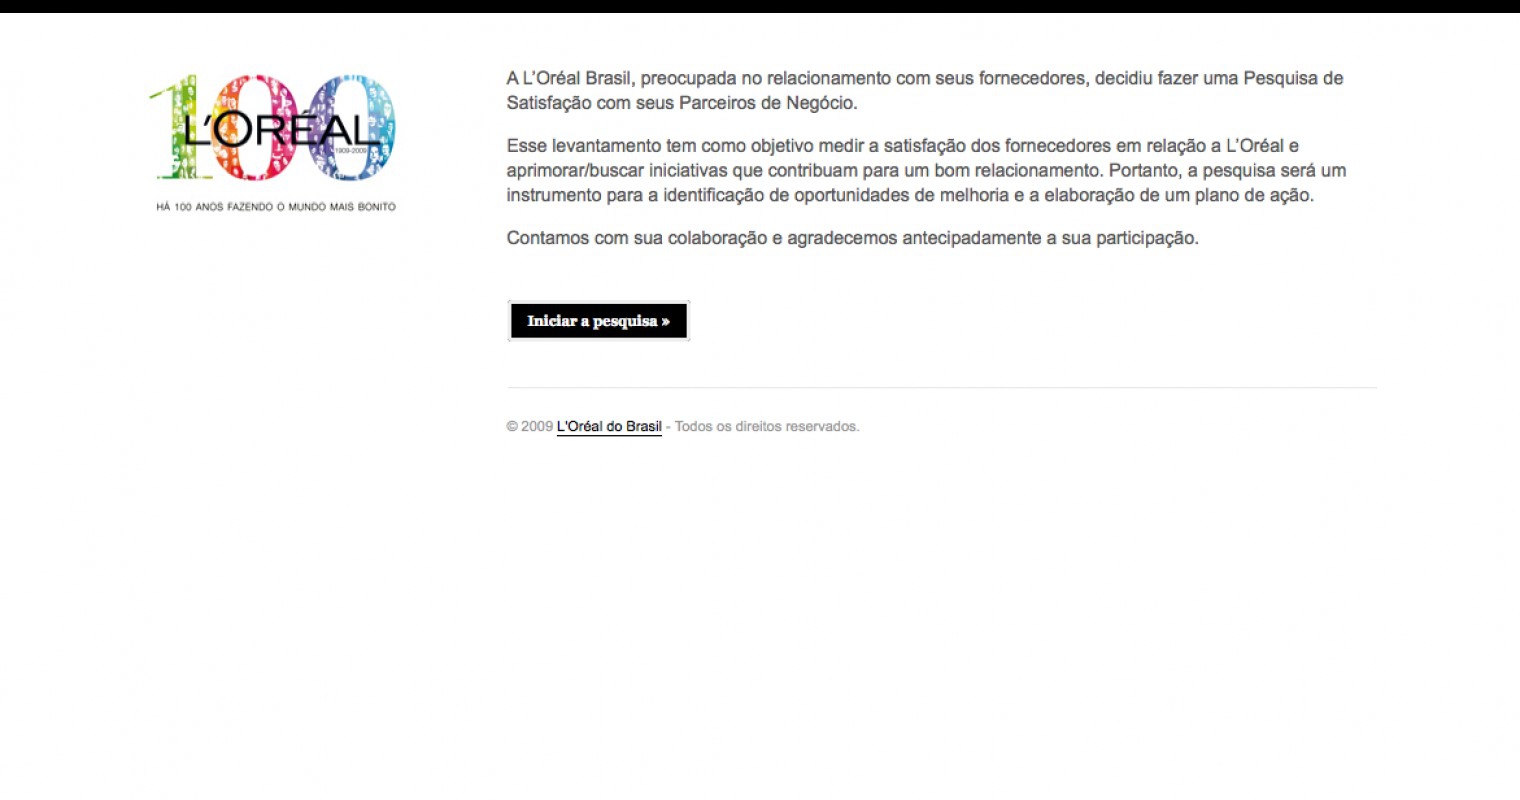 100
L'ORÉAL
1909-2009
HÁ 100 ANOS FAZENDO O MUNDO MAIS BONITO
A L'Oréal Brasil, preocupada no relacionamento com seus fornecedores, decidiu fazer uma Pesquisa de
Satisfação com seus Parceiros de Negócio.
Esse levantamento tem como objetivo medir a satisfação dos fornecedores em relação a L'Oréal e
aprimorar/buscar iniciativas que contribuam para um bom relacionamento. Portanto, a pesquisa será um
instrumento para a identificação de oportunidades de melhoria e a elaboração de um plano de ação.
Contamos com sua colaboração e agradecemos antecipadamente a sua participação.
Iniciar a pesquisa »
© 2009 L'Oréal do Brasil - Todos os direitos reservados.